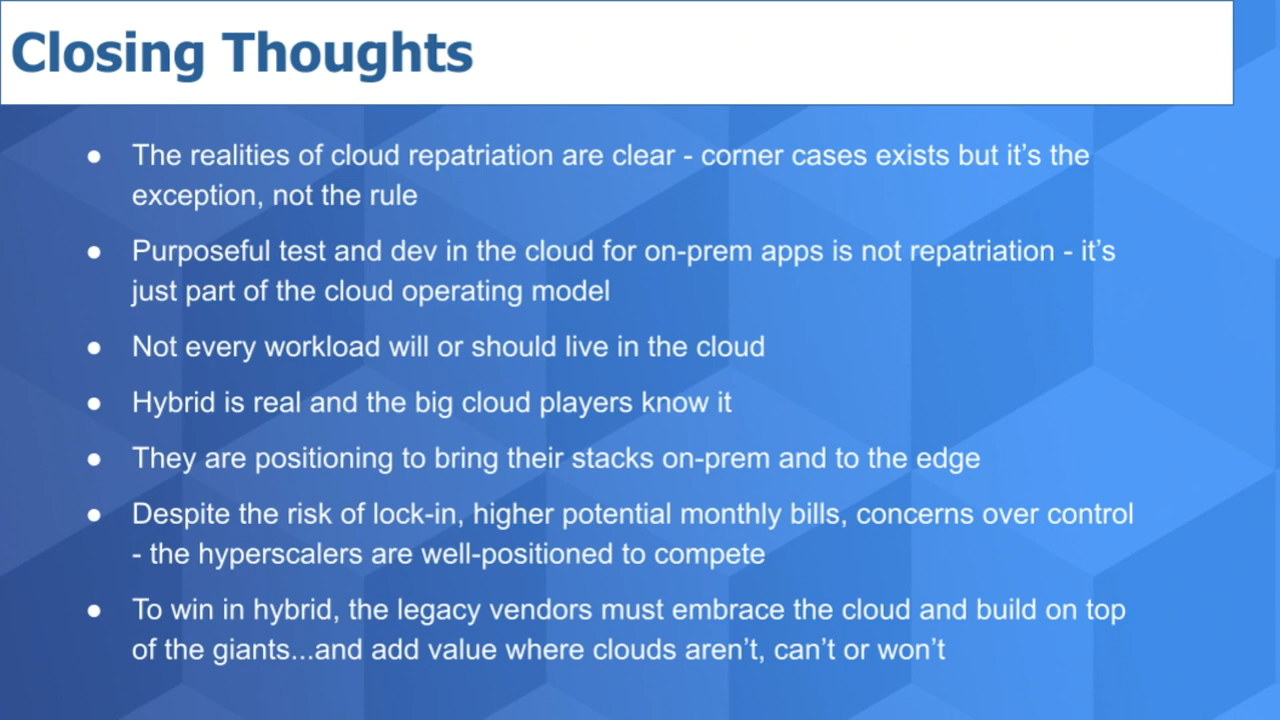 Closing Thoughts
● The realities of cloud repatriation are clear - corner cases exists but it’s the
exception, not the rule
● Purposeful test and dev in the cloud for on-prem apps is not repatriation - it’s
just part of the cloud operating model
● Not every workload will or should live in the cloud
● Hybrid is real and the big cloud players know it
● They are positioning to bring their stacks on-prem and to the edge
● Despite the risk of lock-in, higher potential monthly bills, concerns over control
- the hyperscalers are well-positioned to compete
● To win in hybrid, the legacy vendors must embrace the cloud and build on top
of the giants...and add value where clouds aren’t, can’t or won’t